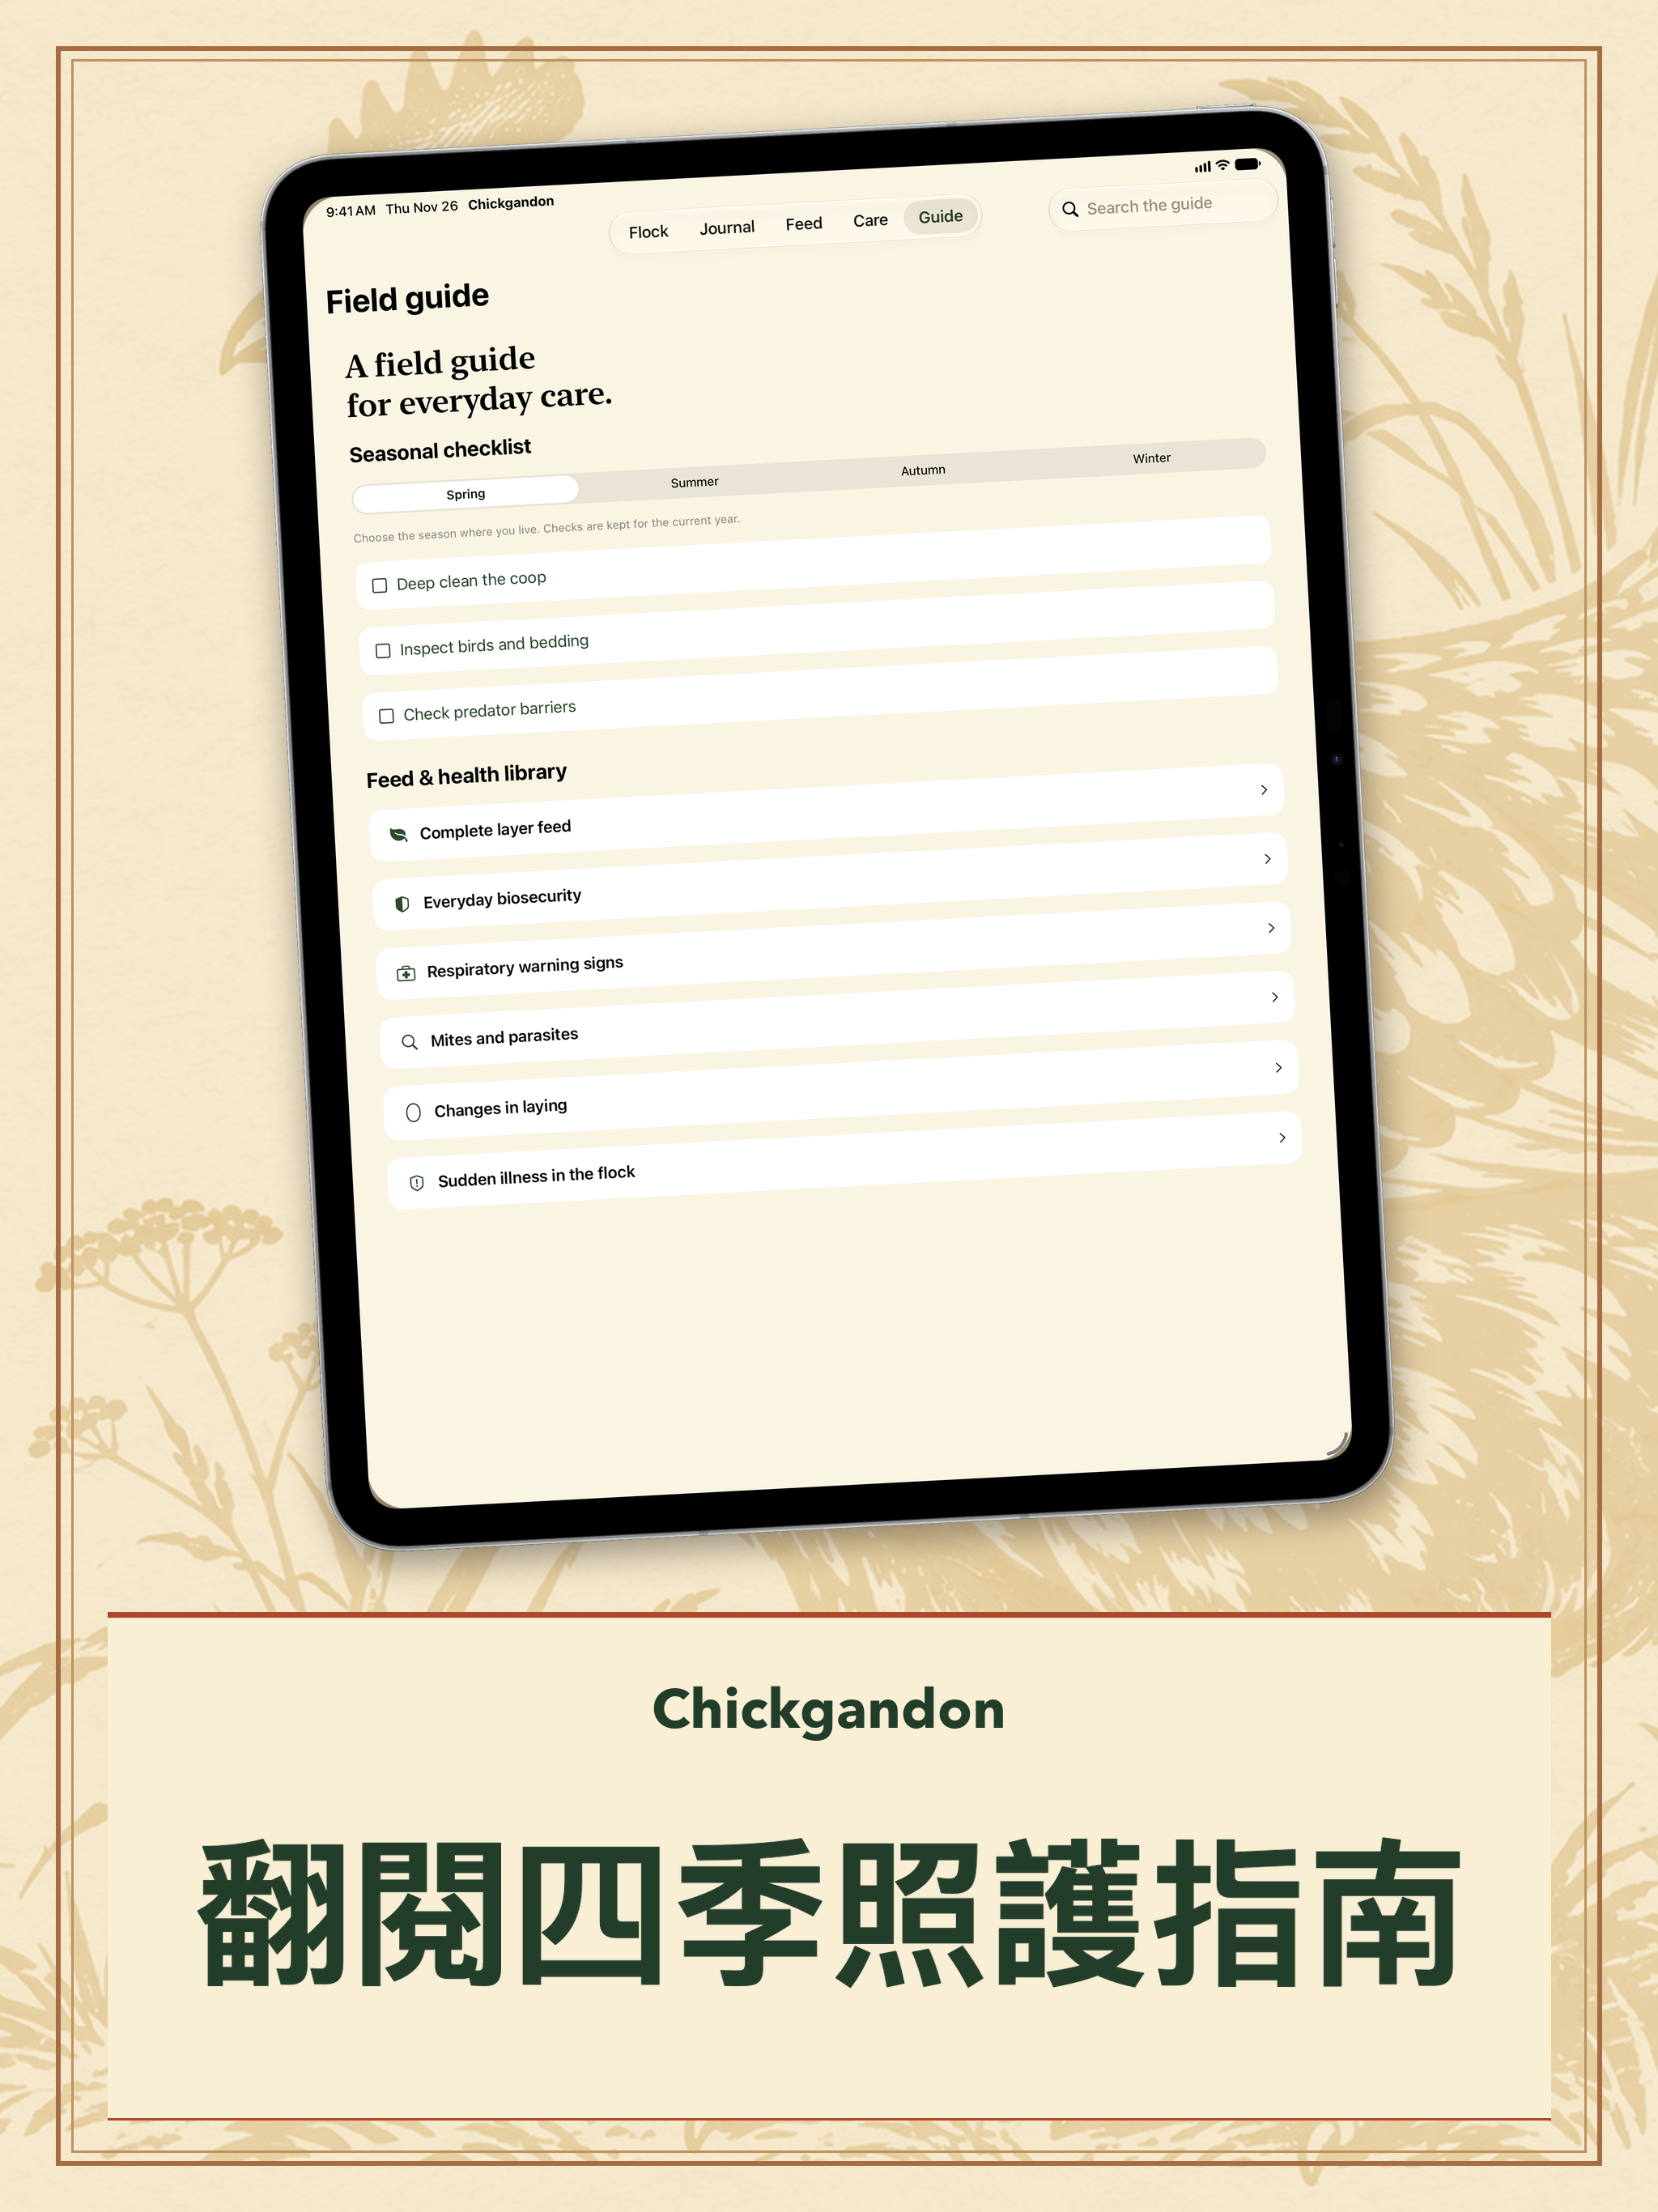 9:41 AM Thu Nov 26 Chickgandon
Flock Journal Feed Care Guide
Search the guide
Field guide
A field guide
for everyday care.
Seasonal checklist
Spring Summer Autumn Winter
Choose the season where you live. Checks are kept for the current year.
Deep clean the coop
Inspect birds and bedding
Check predator barriers
Feed & health library
Complete layer feed
Everyday biosecurity
Respiratory warning signs
Mites and parasites
Changes in laying
Sudden illness in the flock
Chickgandon
翻閱四季照護指南